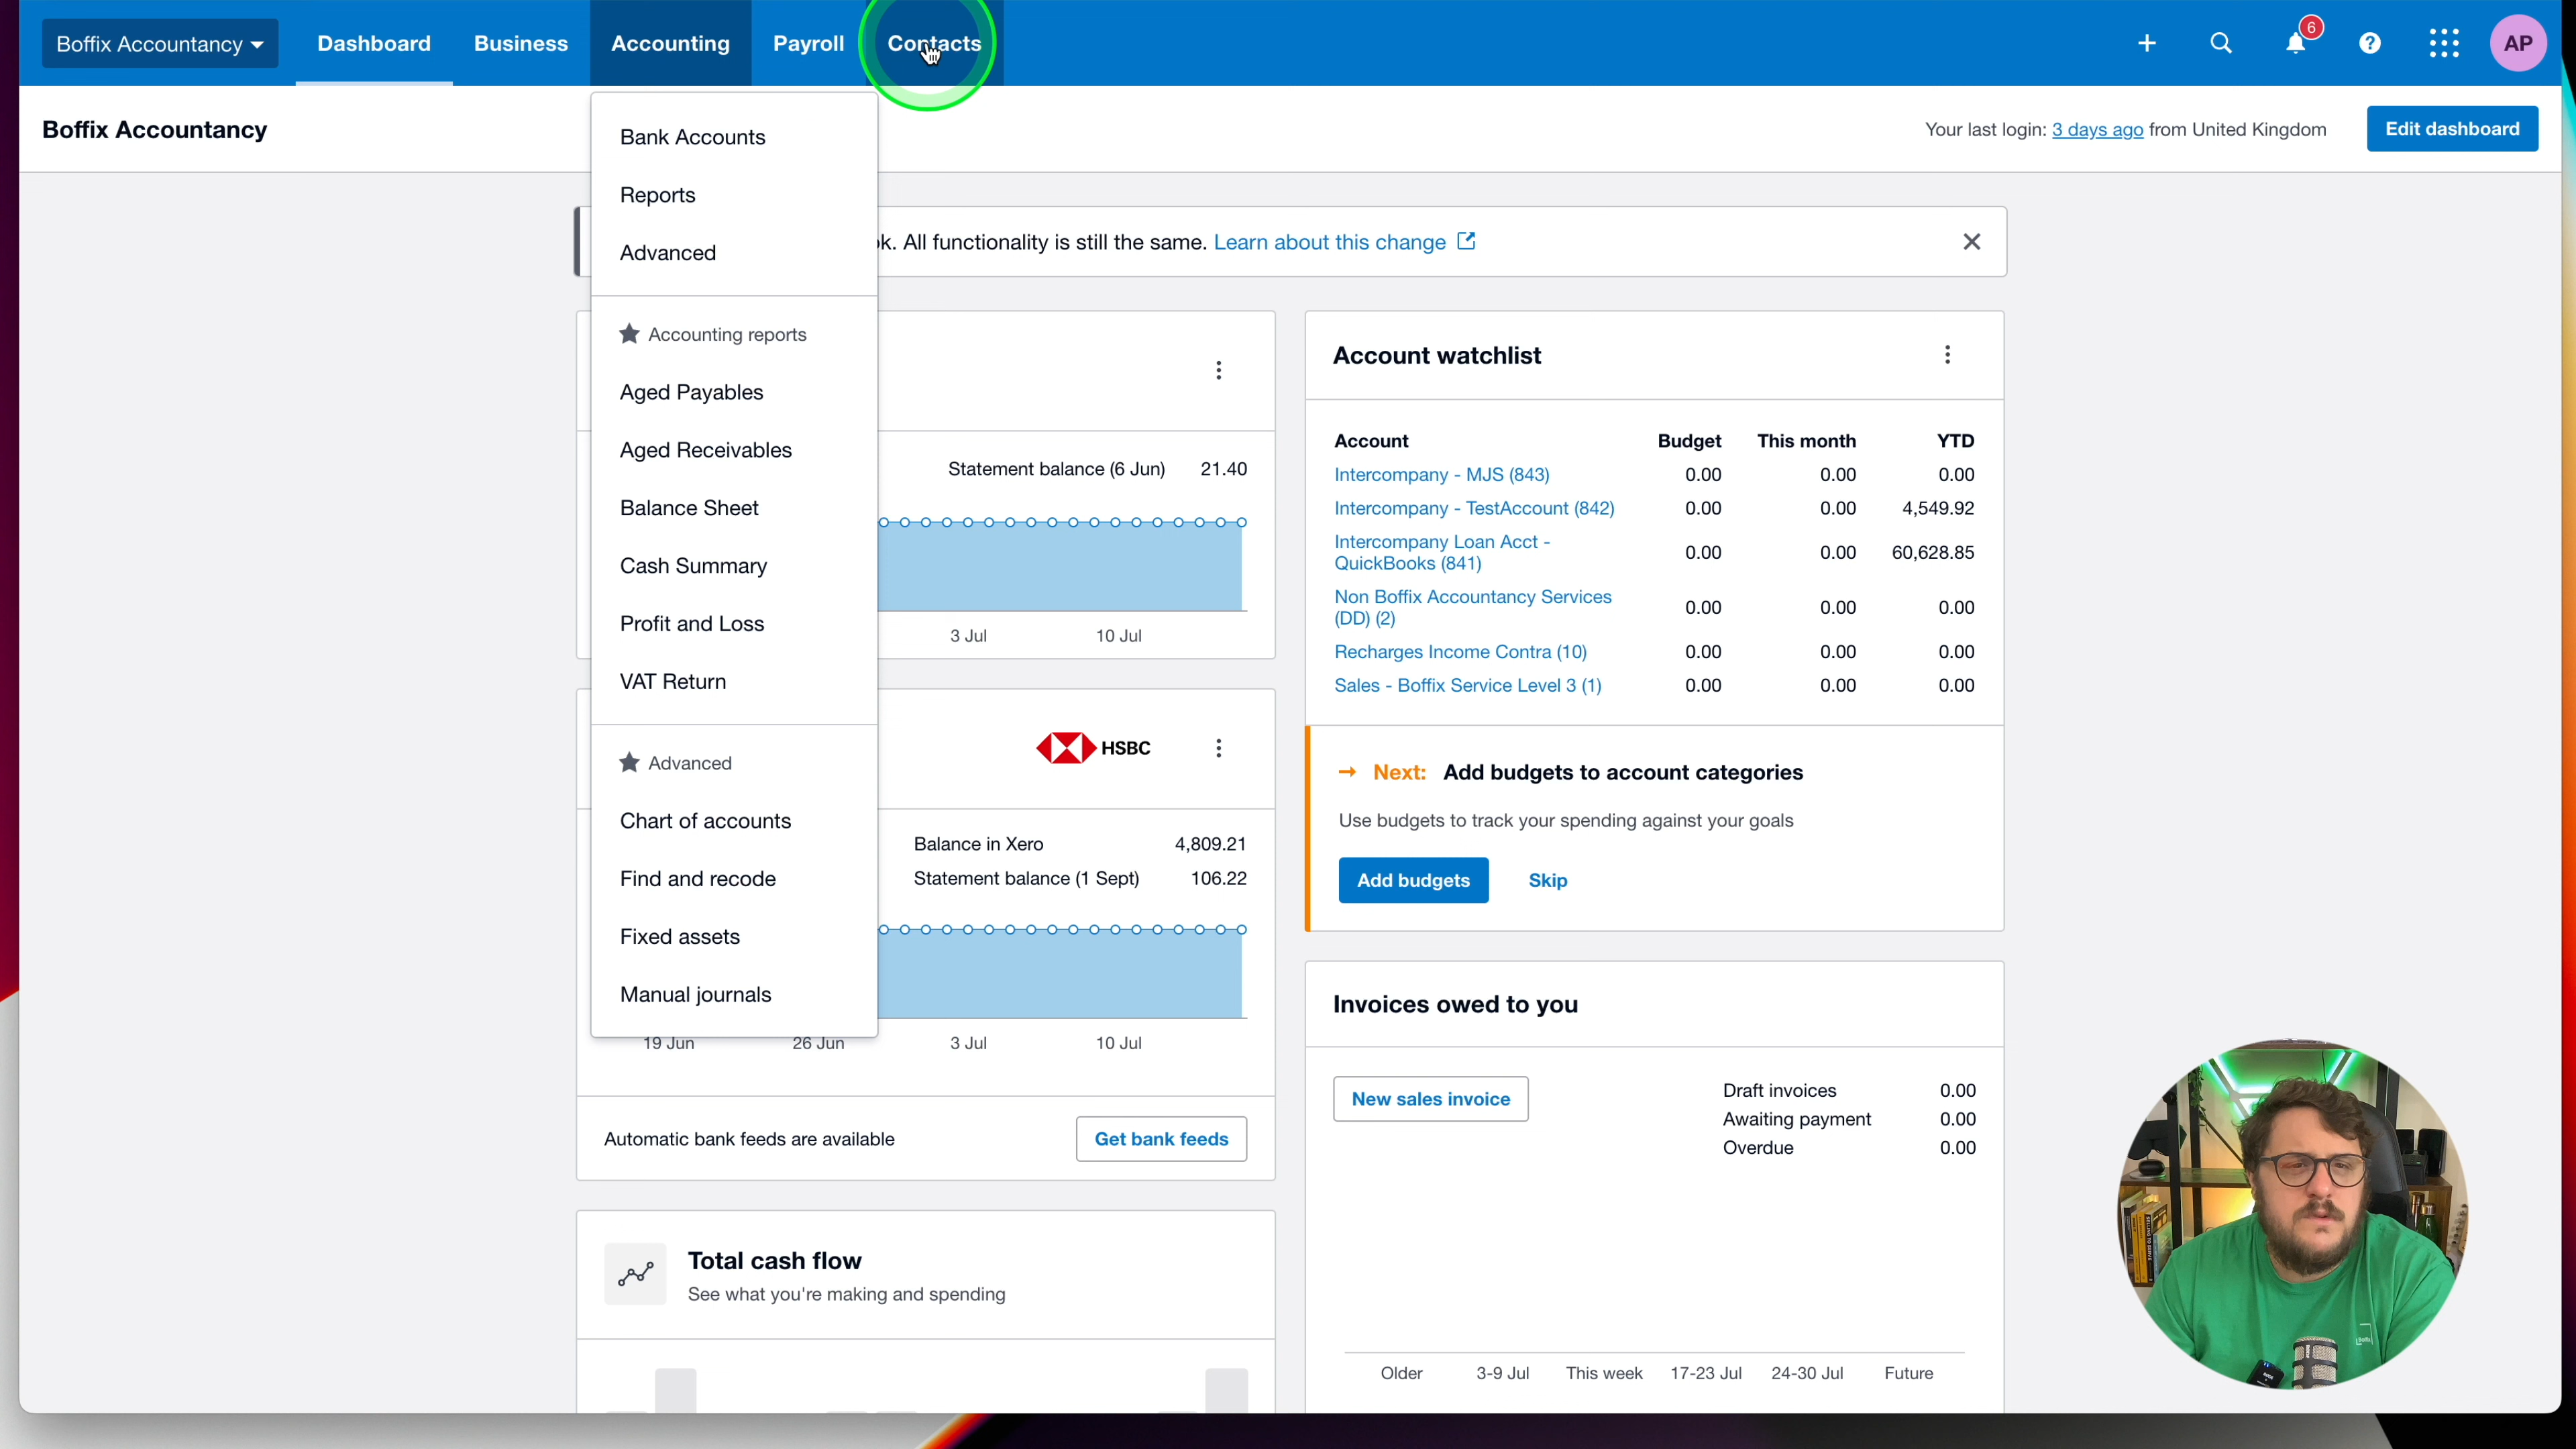 Boffix Accountancy
Dashboard
Business
Accounting
Payroll
Contacts
6
AP
Boffix Accountancy
Your last login: 3 days ago from United Kingdom
Edit dashboard
Bank Accounts
Reports
Advanced
Accounting reports
Aged Payables
Aged Receivables
Balance Sheet
Cash Summary
Profit and Loss
VAT Return
Advanced
Chart of accounts
Find and recode
Fixed assets
Manual journals
All functionality is still the same. Learn about this change
Statement balance (6 Jun) 21.40
3 Jul 10 Jul
HSBC
Balance in Xero 4,809.21
Statement balance (1 Sept) 106.22
19 Jun 26 Jun 3 Jul 10 Jul
Automatic bank feeds are available
Get bank feeds
Total cash flow
See what you're making and spending
Account watchlist
Account Budget This month YTD
Intercompany - MJS (843) 0.00 0.00 0.00
Intercompany - TestAccount (842) 0.00 0.00 4,549.92
Intercompany Loan Acct -
QuickBooks (841) 0.00 0.00 60,628.85
Non Boffix Accountancy Services
(DD) (2) 0.00 0.00 0.00
Recharges Income Contra (10) 0.00 0.00 0.00
Sales - Boffix Service Level 3 (1) 0.00 0.00 0.00
Next: Add budgets to account categories
Use budgets to track your spending against your goals
Add budgets
Skip
Invoices owed to you
New sales invoice
Draft invoices 0.00
Awaiting payment 0.00
Overdue 0.00
Older 3-9 Jul This week 17-23 Jul 24-30 Jul Future